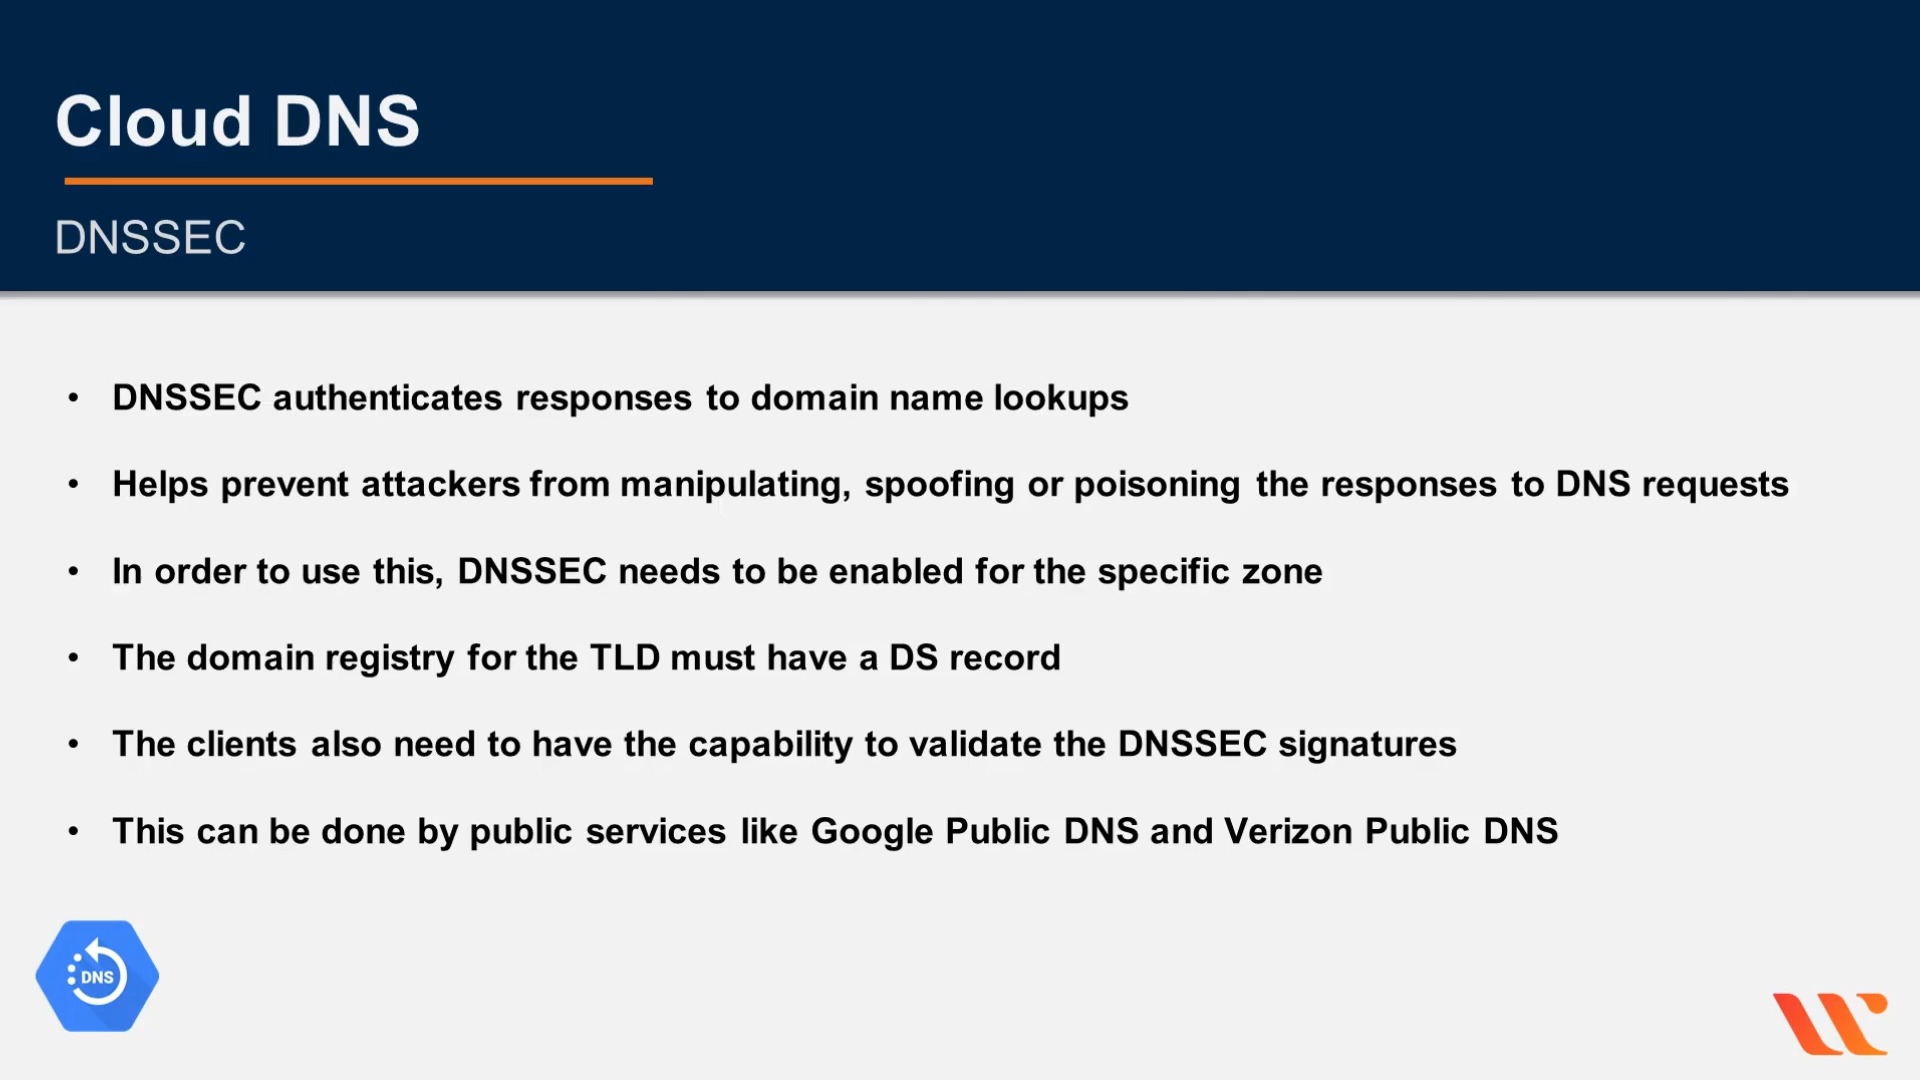 Cloud DNS
DNSSEC
• DNSSEC authenticates responses to domain name lookups
• Helps prevent attackers from manipulating, spoofing or poisoning the responses to DNS requests
• In order to use this, DNSSEC needs to be enabled for the specific zone
• The domain registry for the TLD must have a DS record
• The clients also need to have the capability to validate the DNSSEC signatures
• This can be done by public services like Google Public DNS and Verizon Public DNS
DNS